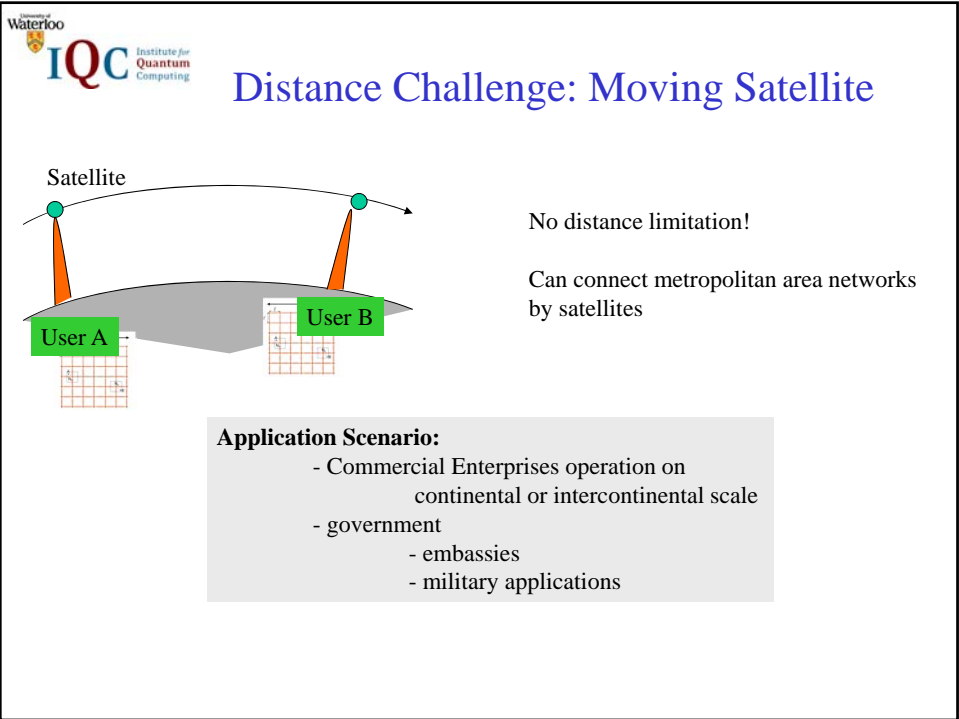 University of
Waterloo
IQC
Institute for
Quantum
Computing
Distance Challenge: Moving Satellite
Satellite
No distance limitation!
Can connect metropolitan area networks
by satellites
User B
User A
Application Scenario:
- Commercial Enterprises operation on
continental or intercontinental scale
- government
- embassies
- military applications